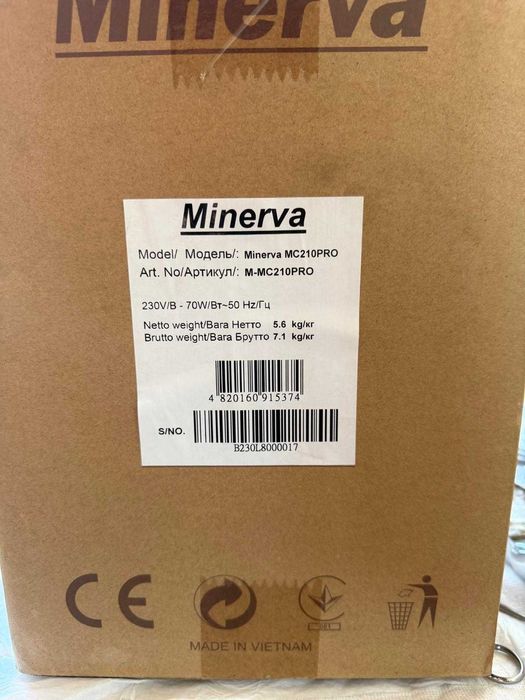 Minerva
Minerva
Model/ Модель/: Minerva MC210PRO
Art. No/Артикул/: M-MC210PRO
230V/В - 70W/Вт~50 Hz/Гц
Netto weight/Вага Нетто 5.6 kg/кг
Brutto weight/Вага Брутто 7.1 kg/кг
4 820160 915374
S/NO.
B230L8000017
CE
MADE IN VIETNAM